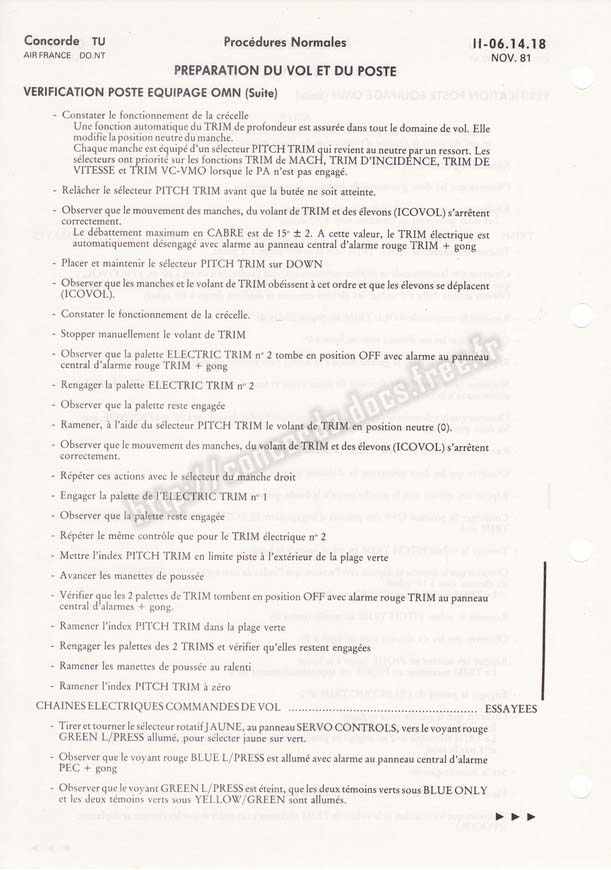 Concorde TU
Procédures Normales
II-06.14.18
AIR FRANCE DO.NT
NOV. 81
PREPARATION DU VOL ET DU POSTE
VERIFICATION POSTE EQUIPAGE OMN (Suite)
- Constater le fonctionnement de la crécelle
Une fonction automatique du TRIM de profondeur est assurée dans tout le domaine de vol. Elle
modifie la position neutre du manche.
Chaque manche est équipé d'un sélecteur PITCH TRIM qui revient au neutre par un ressort. Les
sélecteurs ont priorité sur les fonctions TRIM de MACH, TRIM D'INCIDENCE, TRIM DE
VITESSE et TRIM VC-VMO lorsque le PA n'est pas engagé.
- Relâcher le sélecteur PITCH TRIM avant que la butée ne soit atteinte.
- Observer que le mouvement des manches, du volant de TRIM et des élevons (ICOVOL) s'arrêtent
correctement.
Le débattement maximum en CABRE est de 15° ± 2. A cette valeur, le TRIM électrique est
automatiquement désengagé avec alarme au panneau central d'alarme rouge TRIM + gong
- Placer et maintenir le sélecteur PITCH TRIM sur DOWN
- Observer que les manches et le volant de TRIM obéissent à cet ordre et que les élevons se déplacent
(ICOVOL).
- Constater le fonctionnement de la crécelle.
- Stopper manuellement le volant de TRIM
- Observer que la palette ELECTRIC TRIM n° 2 tombe en position OFF avec alarme au panneau
central d'alarme rouge TRIM + gong
- Rengager la palette ELECTRIC TRIM n° 2
- Observer que la palette reste engagée
- Ramener, à l'aide du sélecteur PITCH TRIM le volant de TRIM en position neutre (0).
- Observer que le mouvement des manches, du volant de TRIM et des élevons (ICOVOL) s'arrêtent
correctement.
- Répéter ces actions avec le sélecteur du manche droit
- Engager la palette de l'ELECTRIC TRIM n° 1
- Observer que la palette reste engagée
- Répéter le même contrôle que pour le TRIM électrique n° 2
- Mettre l'index PITCH TRIM en limite piste à l'extérieur de la plage verte
- Avancer les manettes de poussée
- Vérifier que les 2 palettes de TRIM tombent en position OFF avec alarme rouge TRIM au panneau
central d'alarmes + gong.
- Ramener l'index PITCH TRIM dans la plage verte
- Rengager les palettes des 2 TRIMS et vérifier qu'elles restent engagées
- Ramener les manettes de poussée au ralenti
- Ramener l'index PITCH TRIM à zéro
CHAINES ELECTRIQUES COMMANDES DE VOL ........................................................ ESSAYEES
- Tirer et tourner le sélecteur rotatif JAUNE, au panneau SERVO CONTROLS, vers le voyant rouge
GREEN L/PRESS allumé, pour sélecter jaune sur vert.
- Observer que le voyant rouge BLUE L/PRESS est allumé avec alarme au panneau central d'alarme
PEC + gong
- Observer que le voyant GREEN L/PRESS est éteint, que les deux témoins verts sous BLUE ONLY
et les deux témoins verts sous YELLOW/GREEN sont allumés.
http://concorde.docs.free.fr